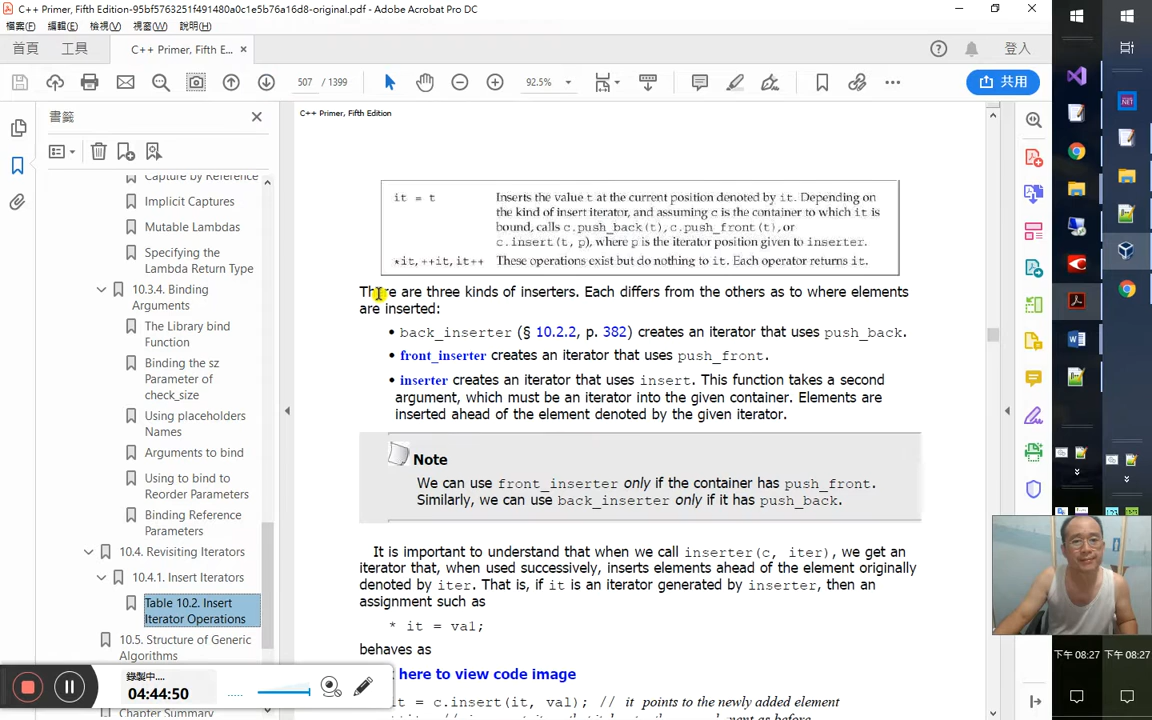 C++ Primer, Fifth Edition-95bf5763251f491480a0c1e5b76a16d8-original.pdf - Adobe Acrobat Pro DC
檔案(F) 編輯(E) 檢視(V) 視窗(W) 說明(H)
首頁 工具 C++ Primer, Fifth E... × 登入
507 / 1399 92.5% 共用
書籤
Capture by Reference
Implicit Captures
Mutable Lambdas
Specifying the
Lambda Return Type
10.3.4. Binding
Arguments
The Library bind
Function
Binding the sz
Parameter of
check_size
Using placeholders
Names
Arguments to bind
Using to bind to
Reorder Parameters
Binding Reference
Parameters
10.4. Revisiting Iterators
10.4.1. Insert Iterators
Table 10.2. Insert
Iterator Operations
10.5. Structure of Generic
Algorithms
Chapter Summary
錄製中...
04:44:50
C++ Primer, Fifth Edition
it = t Inserts the value t at the current position denoted by it. Depending on
the kind of insert iterator, and assuming c is the container to which it is
bound, calls c.push_back(t), c.push_front(t), or
c.insert(t, p), where p is the iterator position given to inserter.
*it, ++it, it++ These operations exist but do nothing to it. Each operator returns it.
There are three kinds of inserters. Each differs from the others as to where elements
are inserted:
• back_inserter (§ 10.2.2, p. 382) creates an iterator that uses push_back.
• front_inserter creates an iterator that uses push_front.
• inserter creates an iterator that uses insert. This function takes a second
argument, which must be an iterator into the given container. Elements are
inserted ahead of the element denoted by the given iterator.
Note
We can use front_inserter only if the container has push_front.
Similarly, we can use back_inserter only if it has push_back.
It is important to understand that when we call inserter(c, iter), we get an
iterator that, when used successively, inserts elements ahead of the element originally
denoted by iter. That is, if it is an iterator generated by inserter, then an
assignment such as
* it = val;
behaves as
here to view code image
it = c.insert(it, val); // it points to the newly added element
下午 08:27 下午 08:27